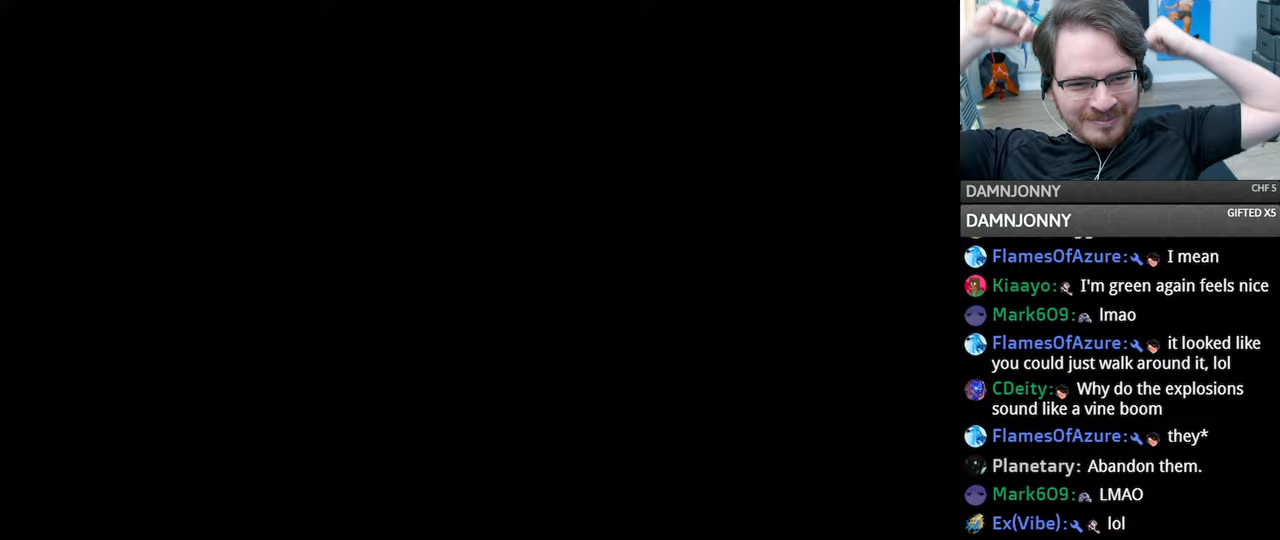 DAMNJONNY CHF 5
DAMNJONNY GIFTED X5
FlamesOfAzure: I mean
Kiaayo: I'm green again feels nice
Mark609: lmao
FlamesOfAzure: it looked like
you could just walk around it, lol
CDeity: Why do the explosions
sound like a vine boom
FlamesOfAzure: they*
Planetary: Abandon them.
Mark609: LMAO
Ex(Vibe): lol